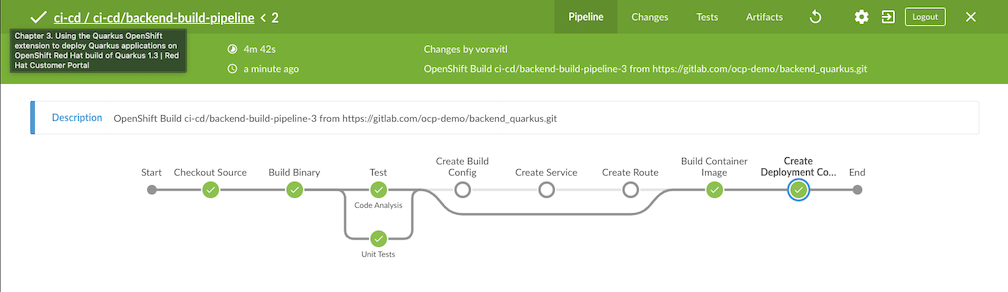 ci-cd / ci-cd/backend-build-pipeline < 2
Pipeline
Changes
Tests
Artifacts
Logout
Chapter 3. Using the Quarkus OpenShift
extension to deploy Quarkus applications on
OpenShift Red Hat build of Quarkus 1.3 | Red
Hat Customer Portal
4m 42s
Changes by voravitl
a minute ago
OpenShift Build ci-cd/backend-build-pipeline-3 from https://gitlab.com/ocp-demo/backend_quarkus.git
Description
OpenShift Build ci-cd/backend-build-pipeline-3 from https://gitlab.com/ocp-demo/backend_quarkus.git
Start
Checkout Source
Build Binary
Test
Create Build
Config
Create Service
Create Route
Build Container
Image
Create
Deployment Co...
End
Code Analysis
Unit Tests